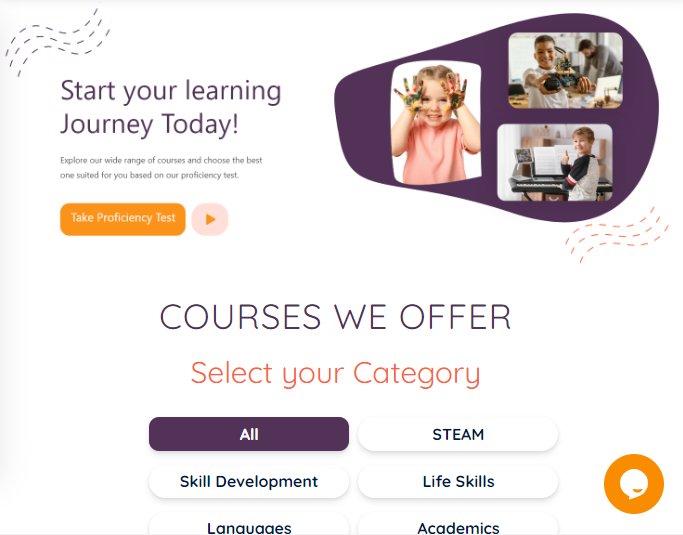 Start your learning
Journey Today!
Explore our wide range of courses and choose the best
one suited for you based on our proficiency test.
Take Proficiency Test
COURSES WE OFFER
Select your Category
All
STEAM
Skill Development
Life Skills
Languages
Academics